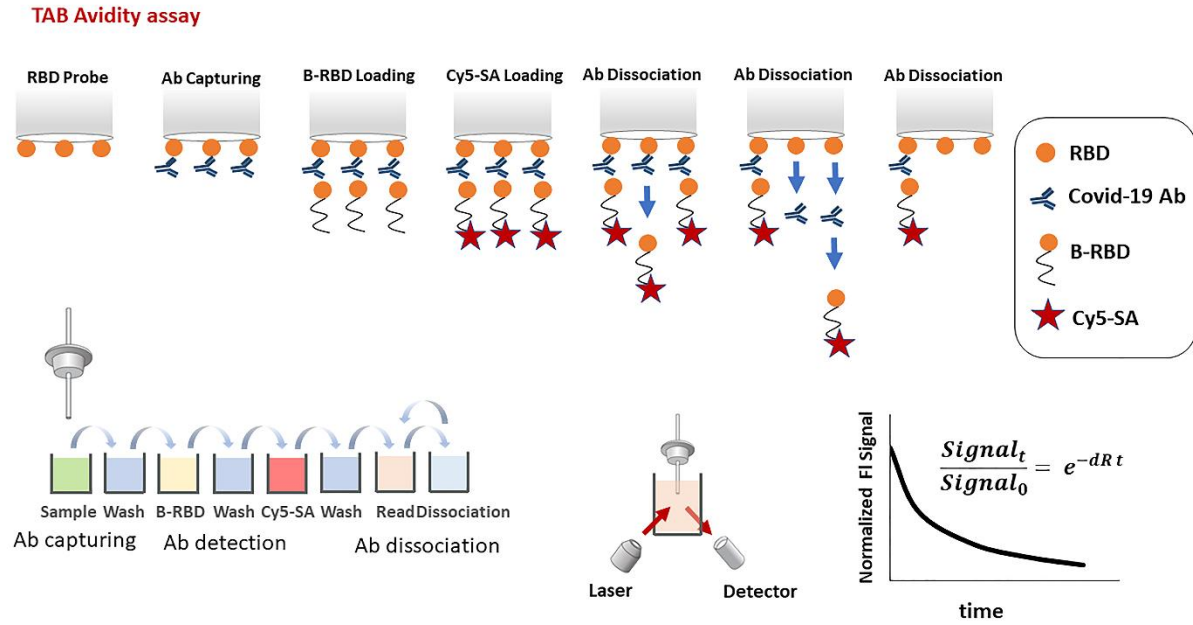 TAB Avidity assay
RBD Probe
Ab Capturing
B-RBD Loading
Cy5-SA Loading
Ab Dissociation
Ab Dissociation
Ab Dissociation
RBD
Covid-19 Ab
B-RBD
Cy5-SA
Sample Wash B-RBD Wash Cy5-SA Wash Read Dissociation
Ab capturing Ab detection Ab dissociation
Laser
Detector
Normalized FI Signal
Signal_t / Signal_0 = e^{-dR t}
time